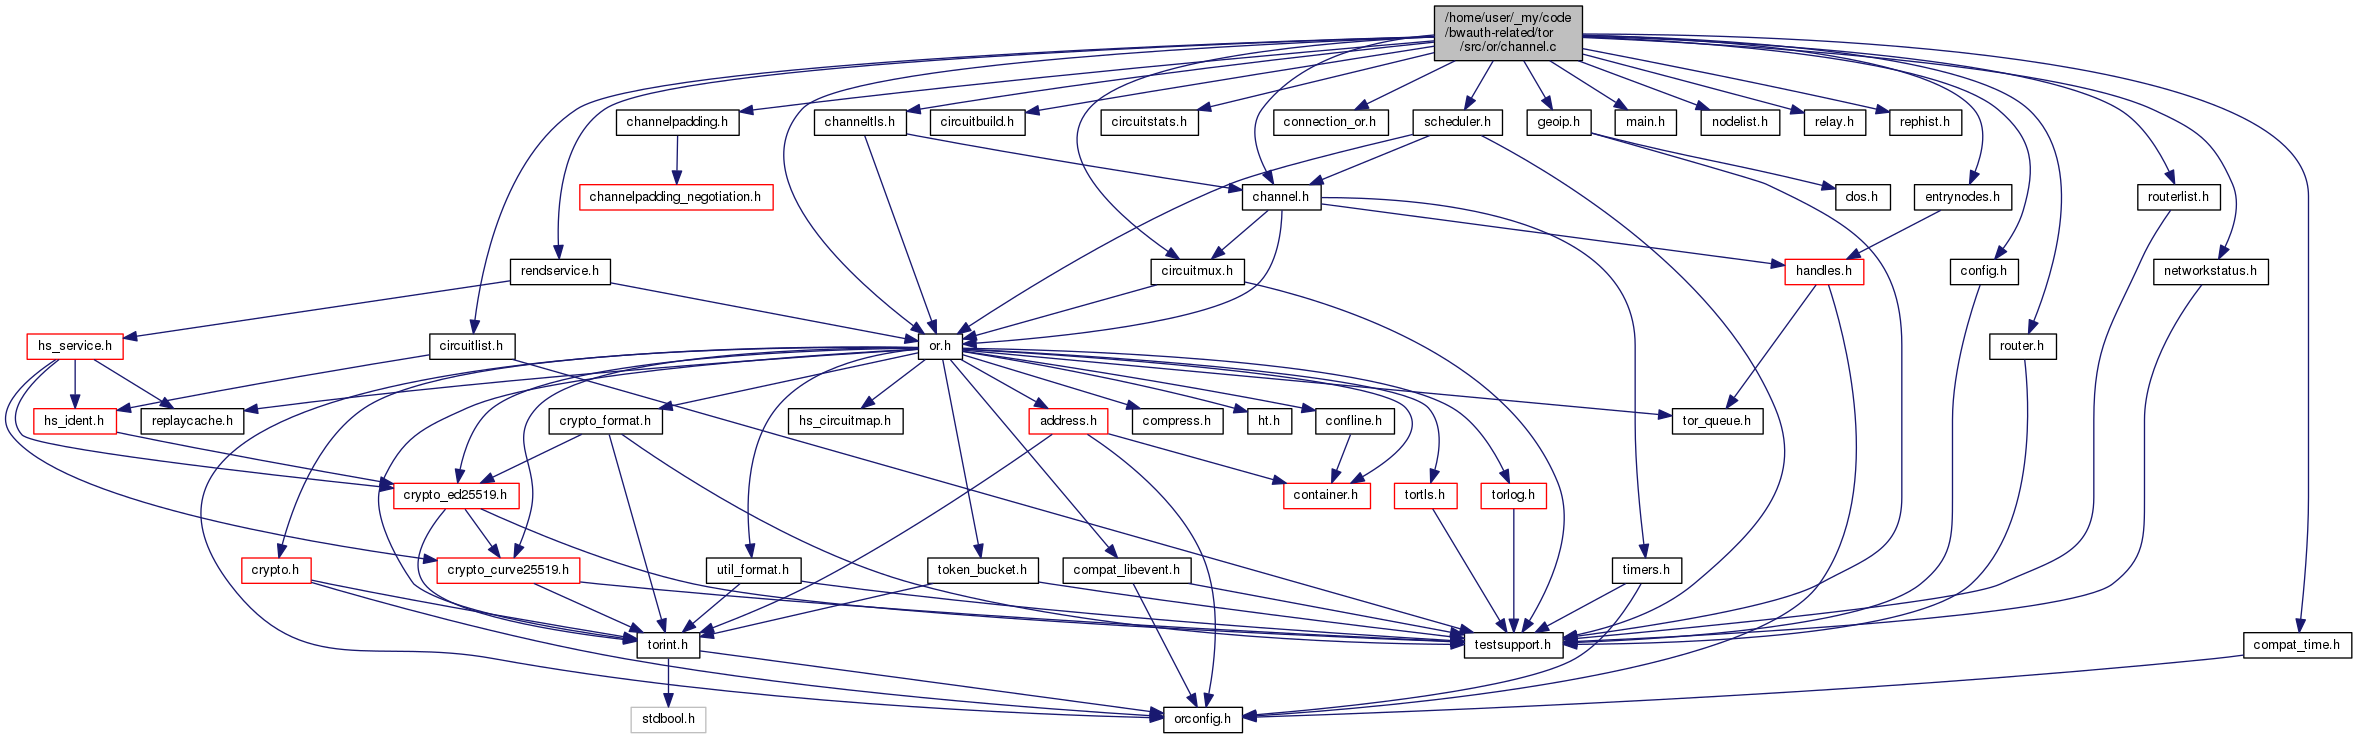 /home/user/_my/code
/bwauth-related/tor
/src/or/channel.c
channelpadding.h
channeltls.h
circuitbuild.h
circuitstats.h
connection_or.h
scheduler.h
geoip.h
main.h
nodelist.h
relay.h
rephist.h
channelpadding_negotiation.h
channel.h
dos.h
entrynodes.h
routerlist.h
rendservice.h
circuitmux.h
handles.h
config.h
networkstatus.h
hs_service.h
circuitlist.h
or.h
router.h
hs_ident.h
replaycache.h
crypto_format.h
hs_circuitmap.h
address.h
compress.h
ht.h
confline.h
tor_queue.h
crypto_ed25519.h
container.h
tortls.h
torlog.h
crypto.h
crypto_curve25519.h
util_format.h
token_bucket.h
compat_libevent.h
timers.h
torint.h
testsupport.h
compat_time.h
stdbool.h
orconfig.h